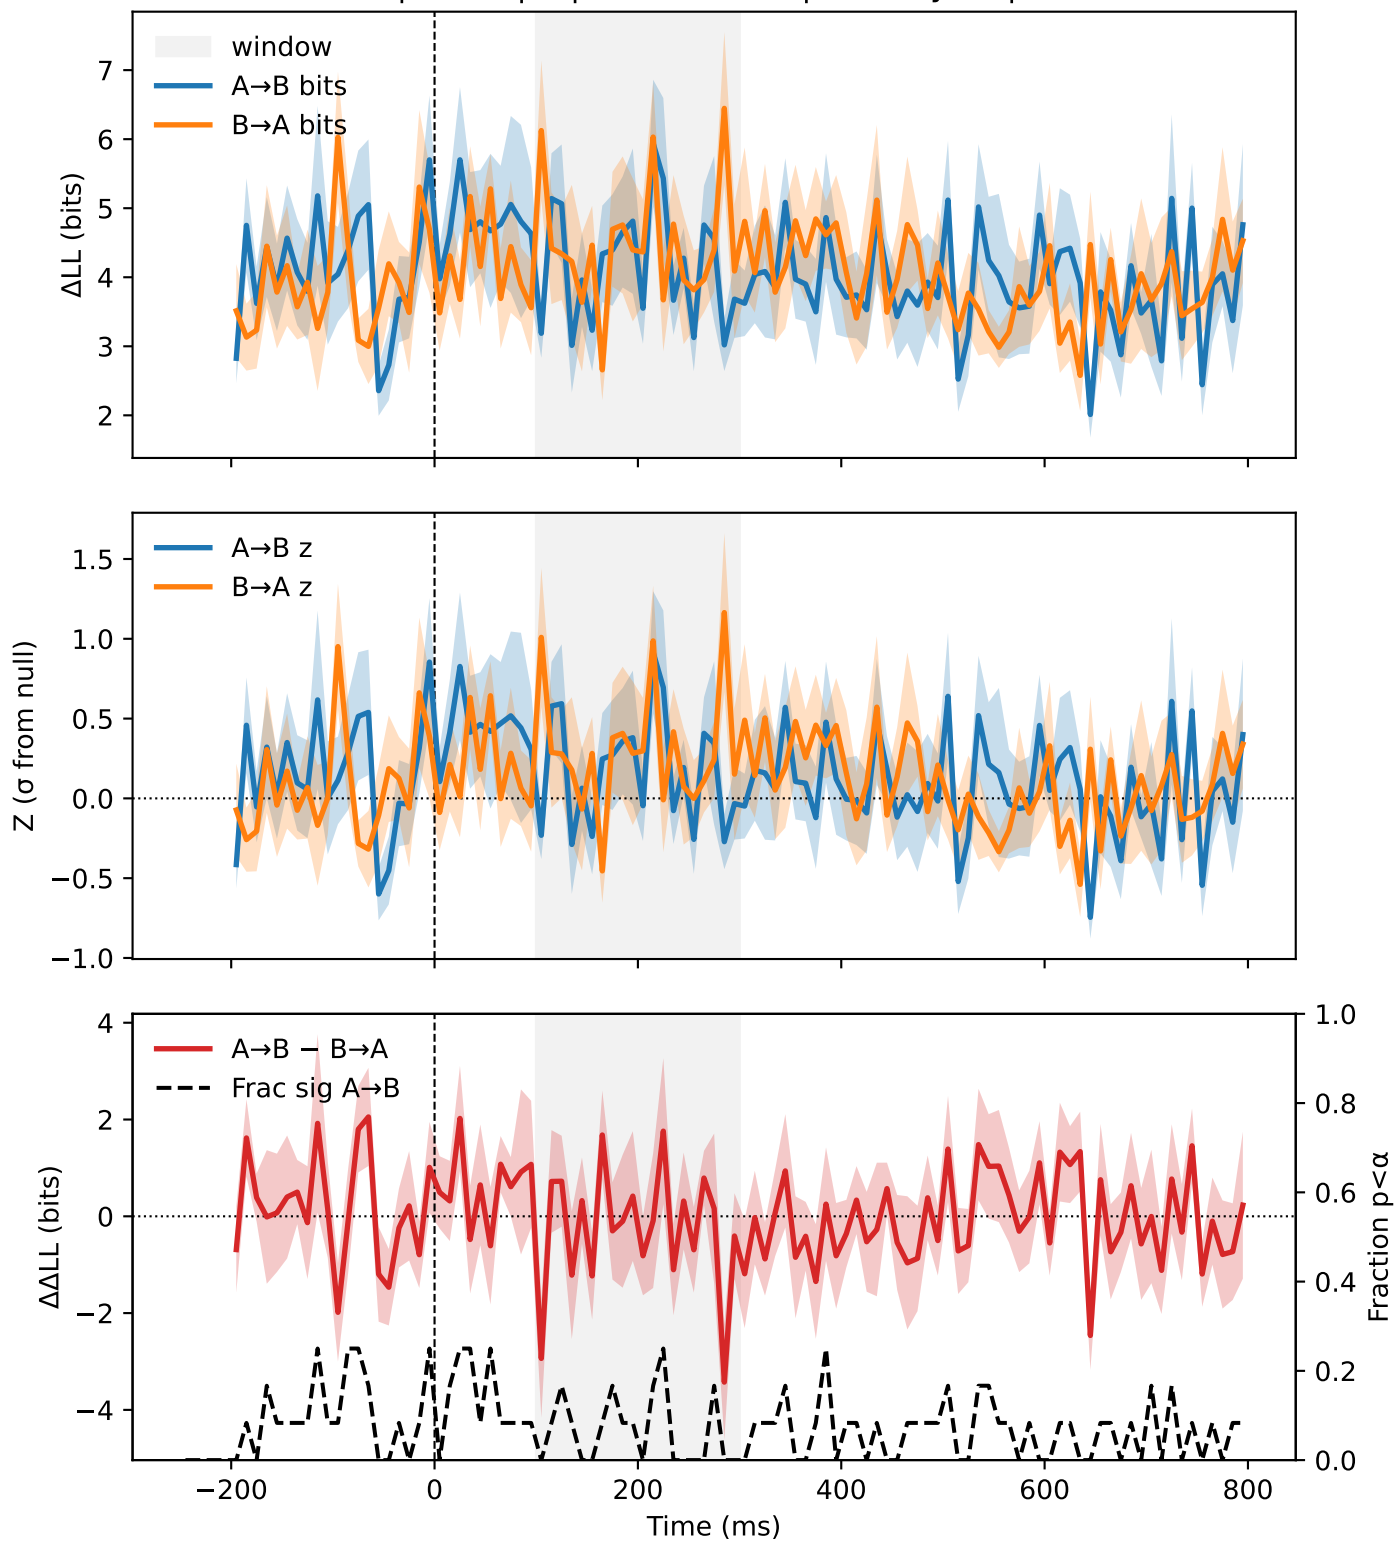 window
A→B bits
B→A bits
7
6
5
4
3
2
ΔLL (bits)
A→B z
B→A z
1.5
1.0
0.5
0.0
−0.5
−1.0
Z (σ from null)
A→B − B→A
Frac sig A→B
4
2
0
−2
−4
ΔΔLL (bits)
1.0
0.8
0.6
0.4
0.2
0.0
Fraction p<α
−200 0 200 400 600 800
Time (ms)